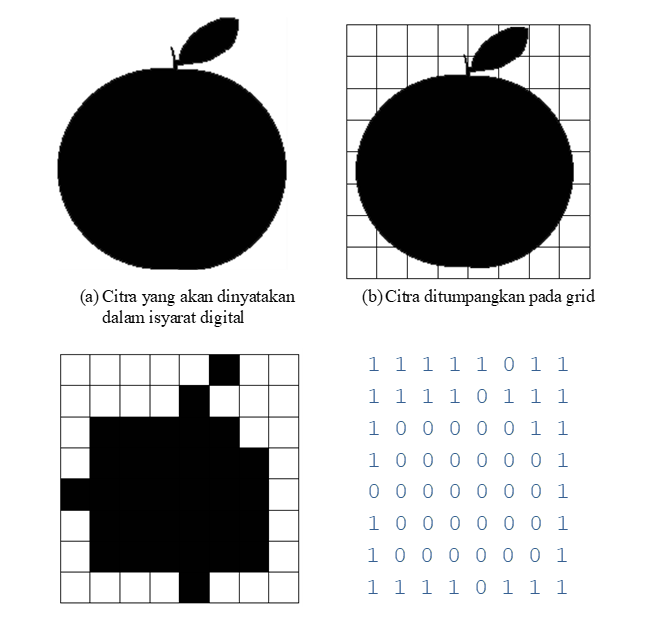 (a) Citra yang akan dinyatakan
dalam isyarat digital
(b) Citra ditumpangkan pada grid
1 1 1 1 1 0 1 1
1 1 1 1 0 1 1 1
1 0 0 0 0 0 1 1
1 0 0 0 0 0 0 1
0 0 0 0 0 0 0 1
1 0 0 0 0 0 0 1
1 0 0 0 0 0 0 1
1 1 1 1 0 1 1 1